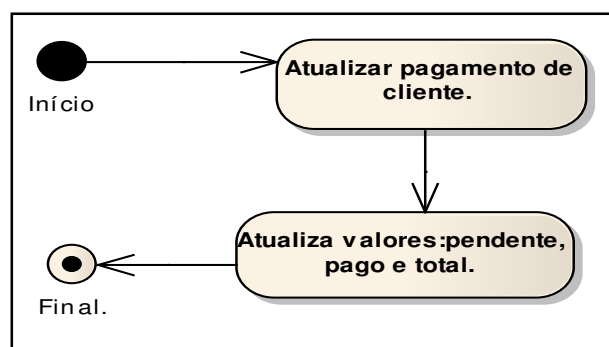 Início
Atualizar pagamento de
cliente.
Atualiza valores:pendente,
pago e total.
Final.